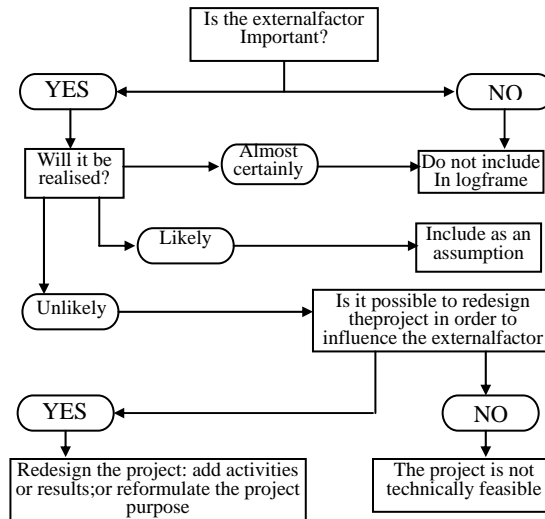 Is the externalfactor
Important?
YES
NO
Will it be
realised?
Almost
certainly
Do not include
In logframe
Likely
Include as an
assumption
Unlikely
Is it possible to redesign
theproject in order to
influence the externalfactor
YES
NO
Redesign the project: add activities
or results;or reformulate the project
purpose
The project is not
technically feasible